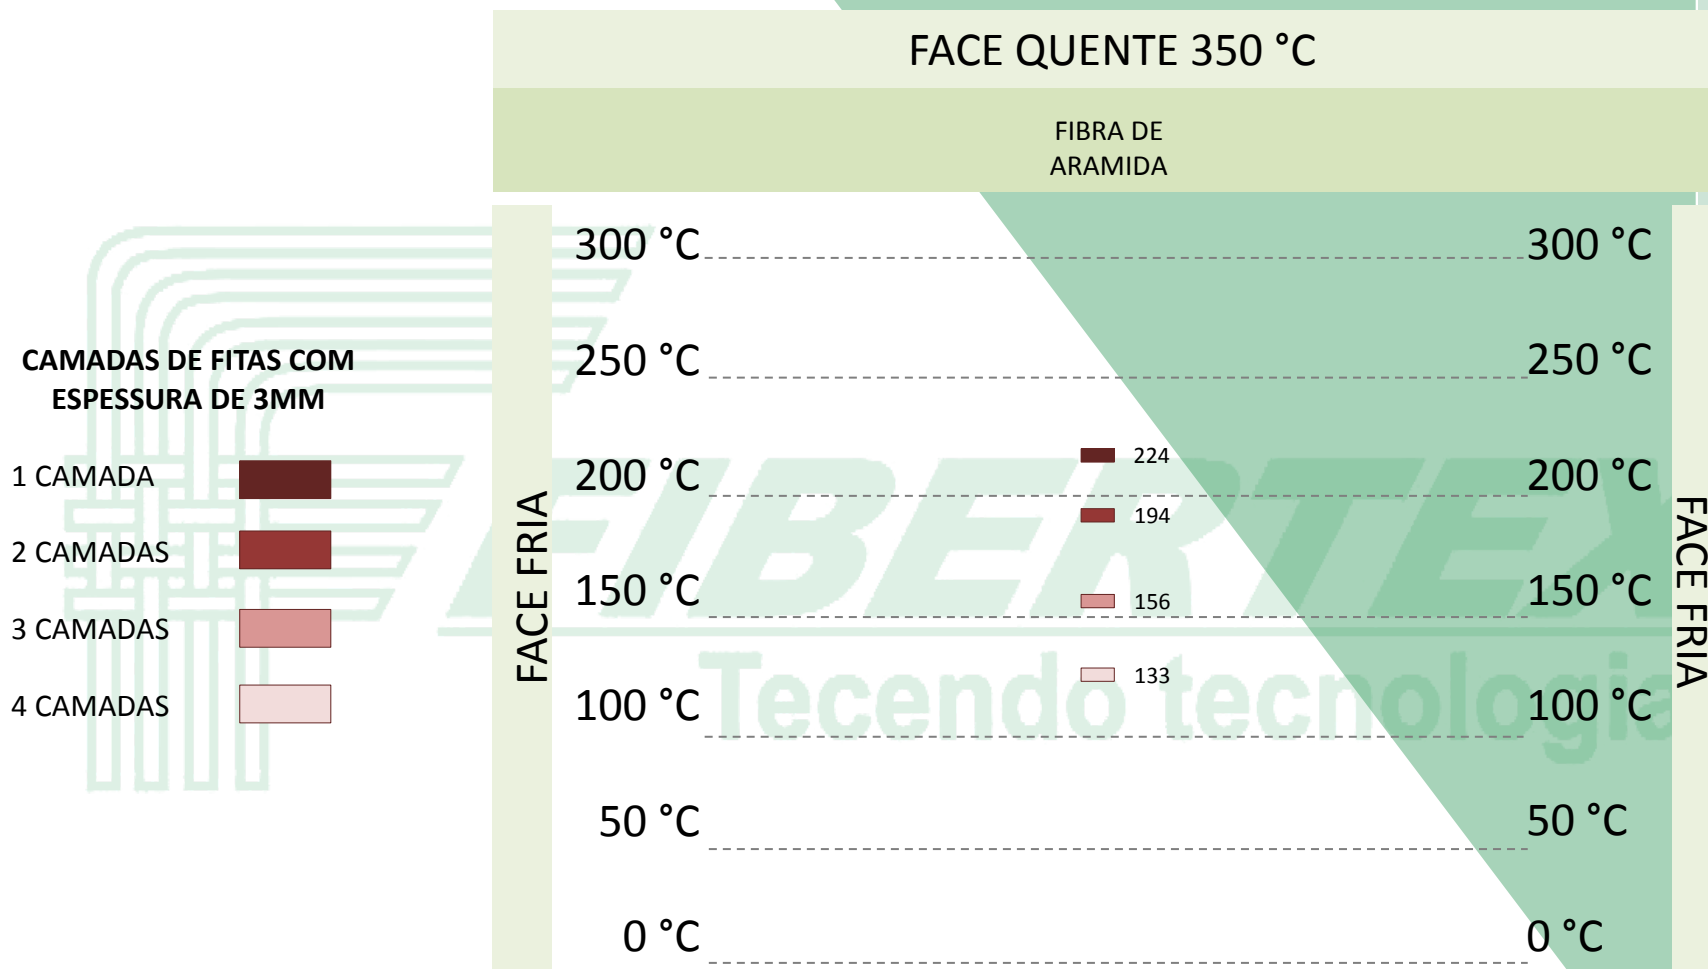 FACE QUENTE 350 °C
FIBRA DE
ARAMIDA
CAMADAS DE FITAS COM
ESPESSURA DE 3MM
1 CAMADA
2 CAMADAS
3 CAMADAS
4 CAMADAS
FACE FRIA
300 °C
250 °C
200 °C
150 °C
100 °C
50 °C
0 °C
224
194
156
133
300 °C
250 °C
200 °C
150 °C
100 °C
50 °C
0 °C
FACE FRIA
FIBERTEX
Tecendo tecnologia